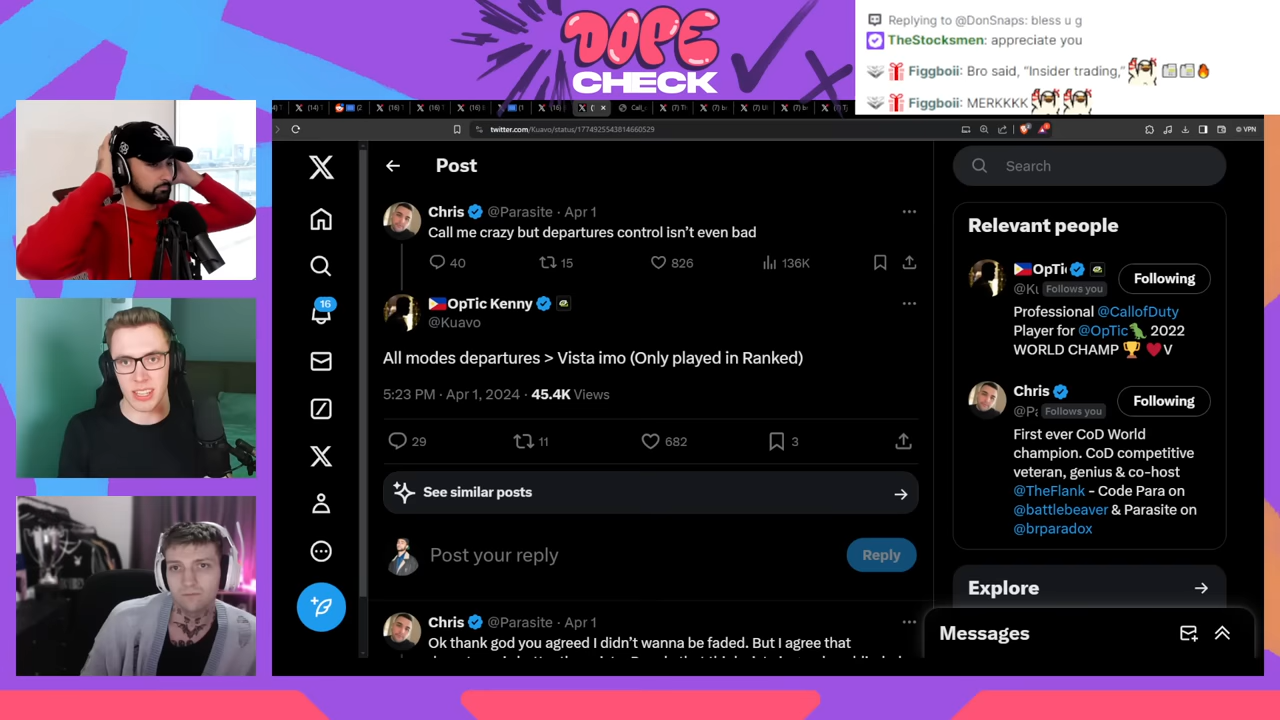 DOPE
CHECK
Replying to @DonSnaps: bless u g
TheStocksmen: appreciate you
Figgboii: Bro said, “Insider trading,”
Figgboii: MERKKKK
twitter.com/Kuavo/status/1774925543814660529
VPN
Post
Chris @Parasite · Apr 1
Call me crazy but departures control isn’t even bad
40 15 826 136K
OpTic Kenny
@Kuavo
All modes departures > Vista imo (Only played in Ranked)
5:23 PM · Apr 1, 2024 · 45.4K Views
29 11 682 3
See similar posts
Post your reply
Reply
Chris @Parasite · Apr 1
Ok thank god you agreed I didn’t wanna be faded. But I agree that
16
Search
Relevant people
OpTi
Follows you
Following
Professional @CallofDuty
Player for @OpTic 2022
WORLD CHAMP V
Chris
Follows you
Following
First ever CoD World
champion. CoD competitive
veteran, genius & co-host
@TheFlank - Code Para on
@battlebeaver & Parasite on
@brparadox
Explore
Messages